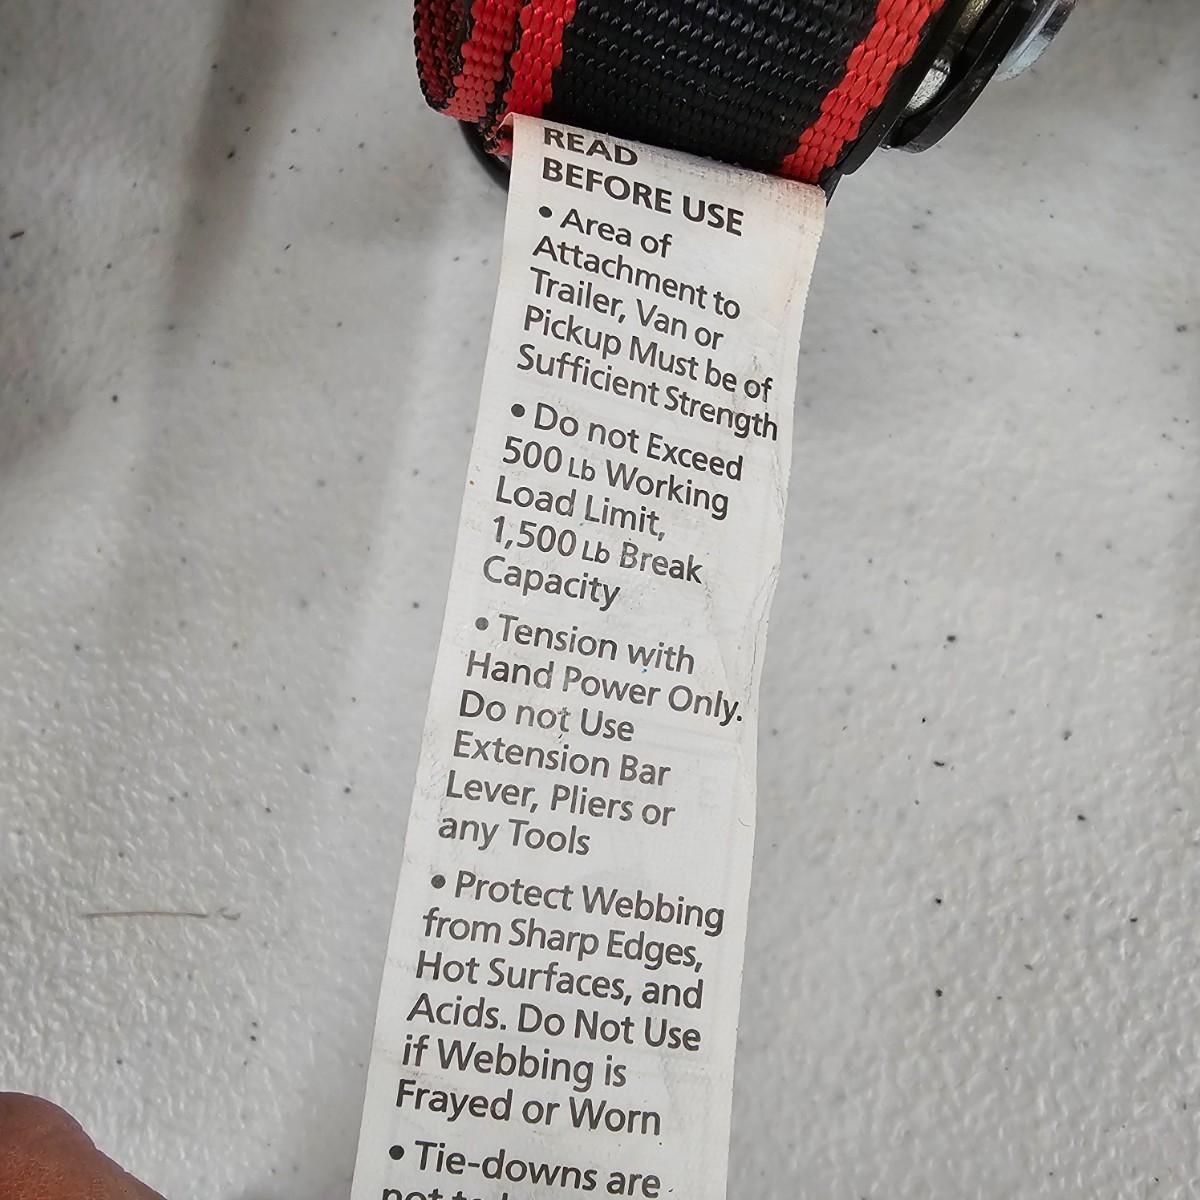 READ
BEFORE USE
• Area of
Attachment to
Trailer, Van or
Pickup Must be of
Sufficient Strength
• Do not Exceed
500 Lb Working
Load Limit,
1,500 Lb Break
Capacity
• Tension with
Hand Power Only.
Do not Use
Extension Bar
Lever, Pliers or
any Tools
• Protect Webbing
from Sharp Edges,
Hot Surfaces, and
Acids. Do Not Use
if Webbing is
Frayed or Worn
• Tie-downs are
not to